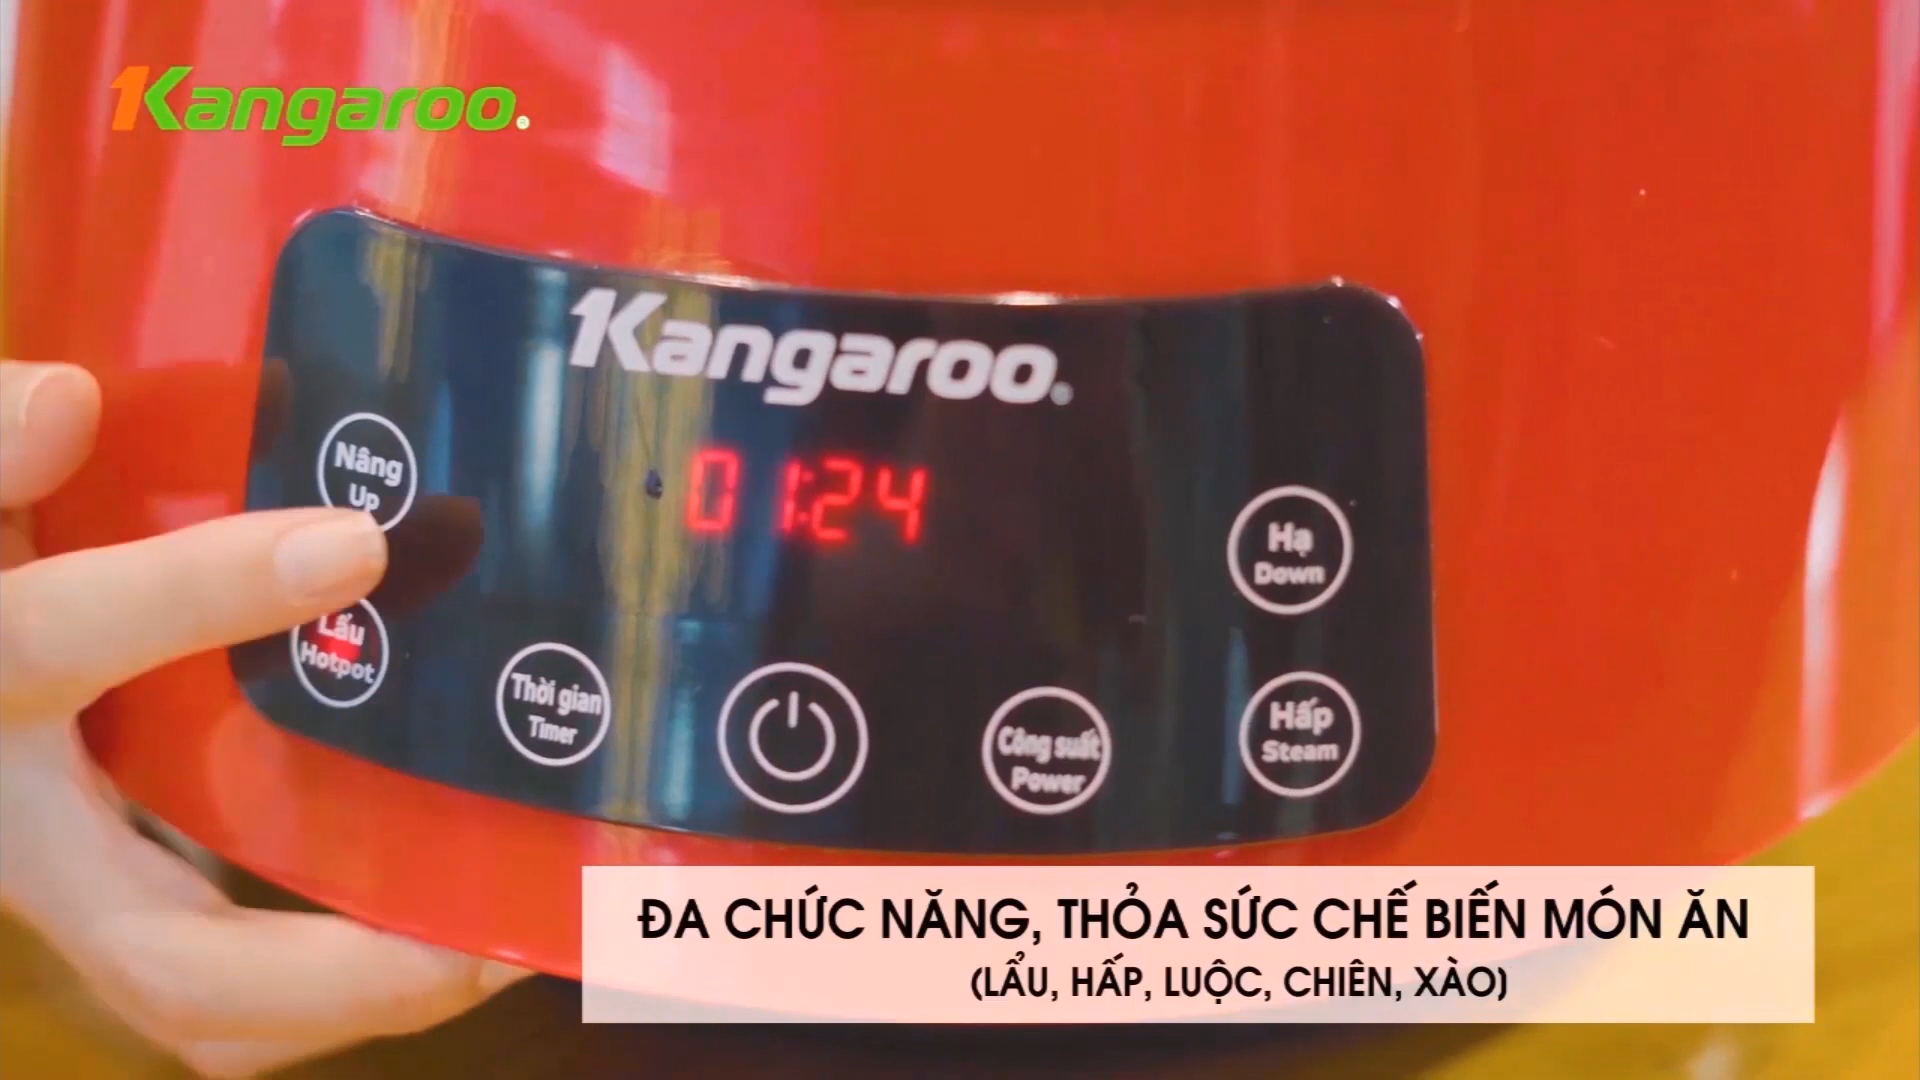 Kangaroo
Kangaroo
Nâng
Up
01:24
Hạ
Down
Lẩu
Hotpot
Thời gian
Timer
Công suất
Power
Hấp
Steam
ĐA CHỨC NĂNG, THỎA SỨC CHẾ BIẾN MÓN ĂN
(LẨU, HẤP, LUỘC, CHIÊN, XÀO)